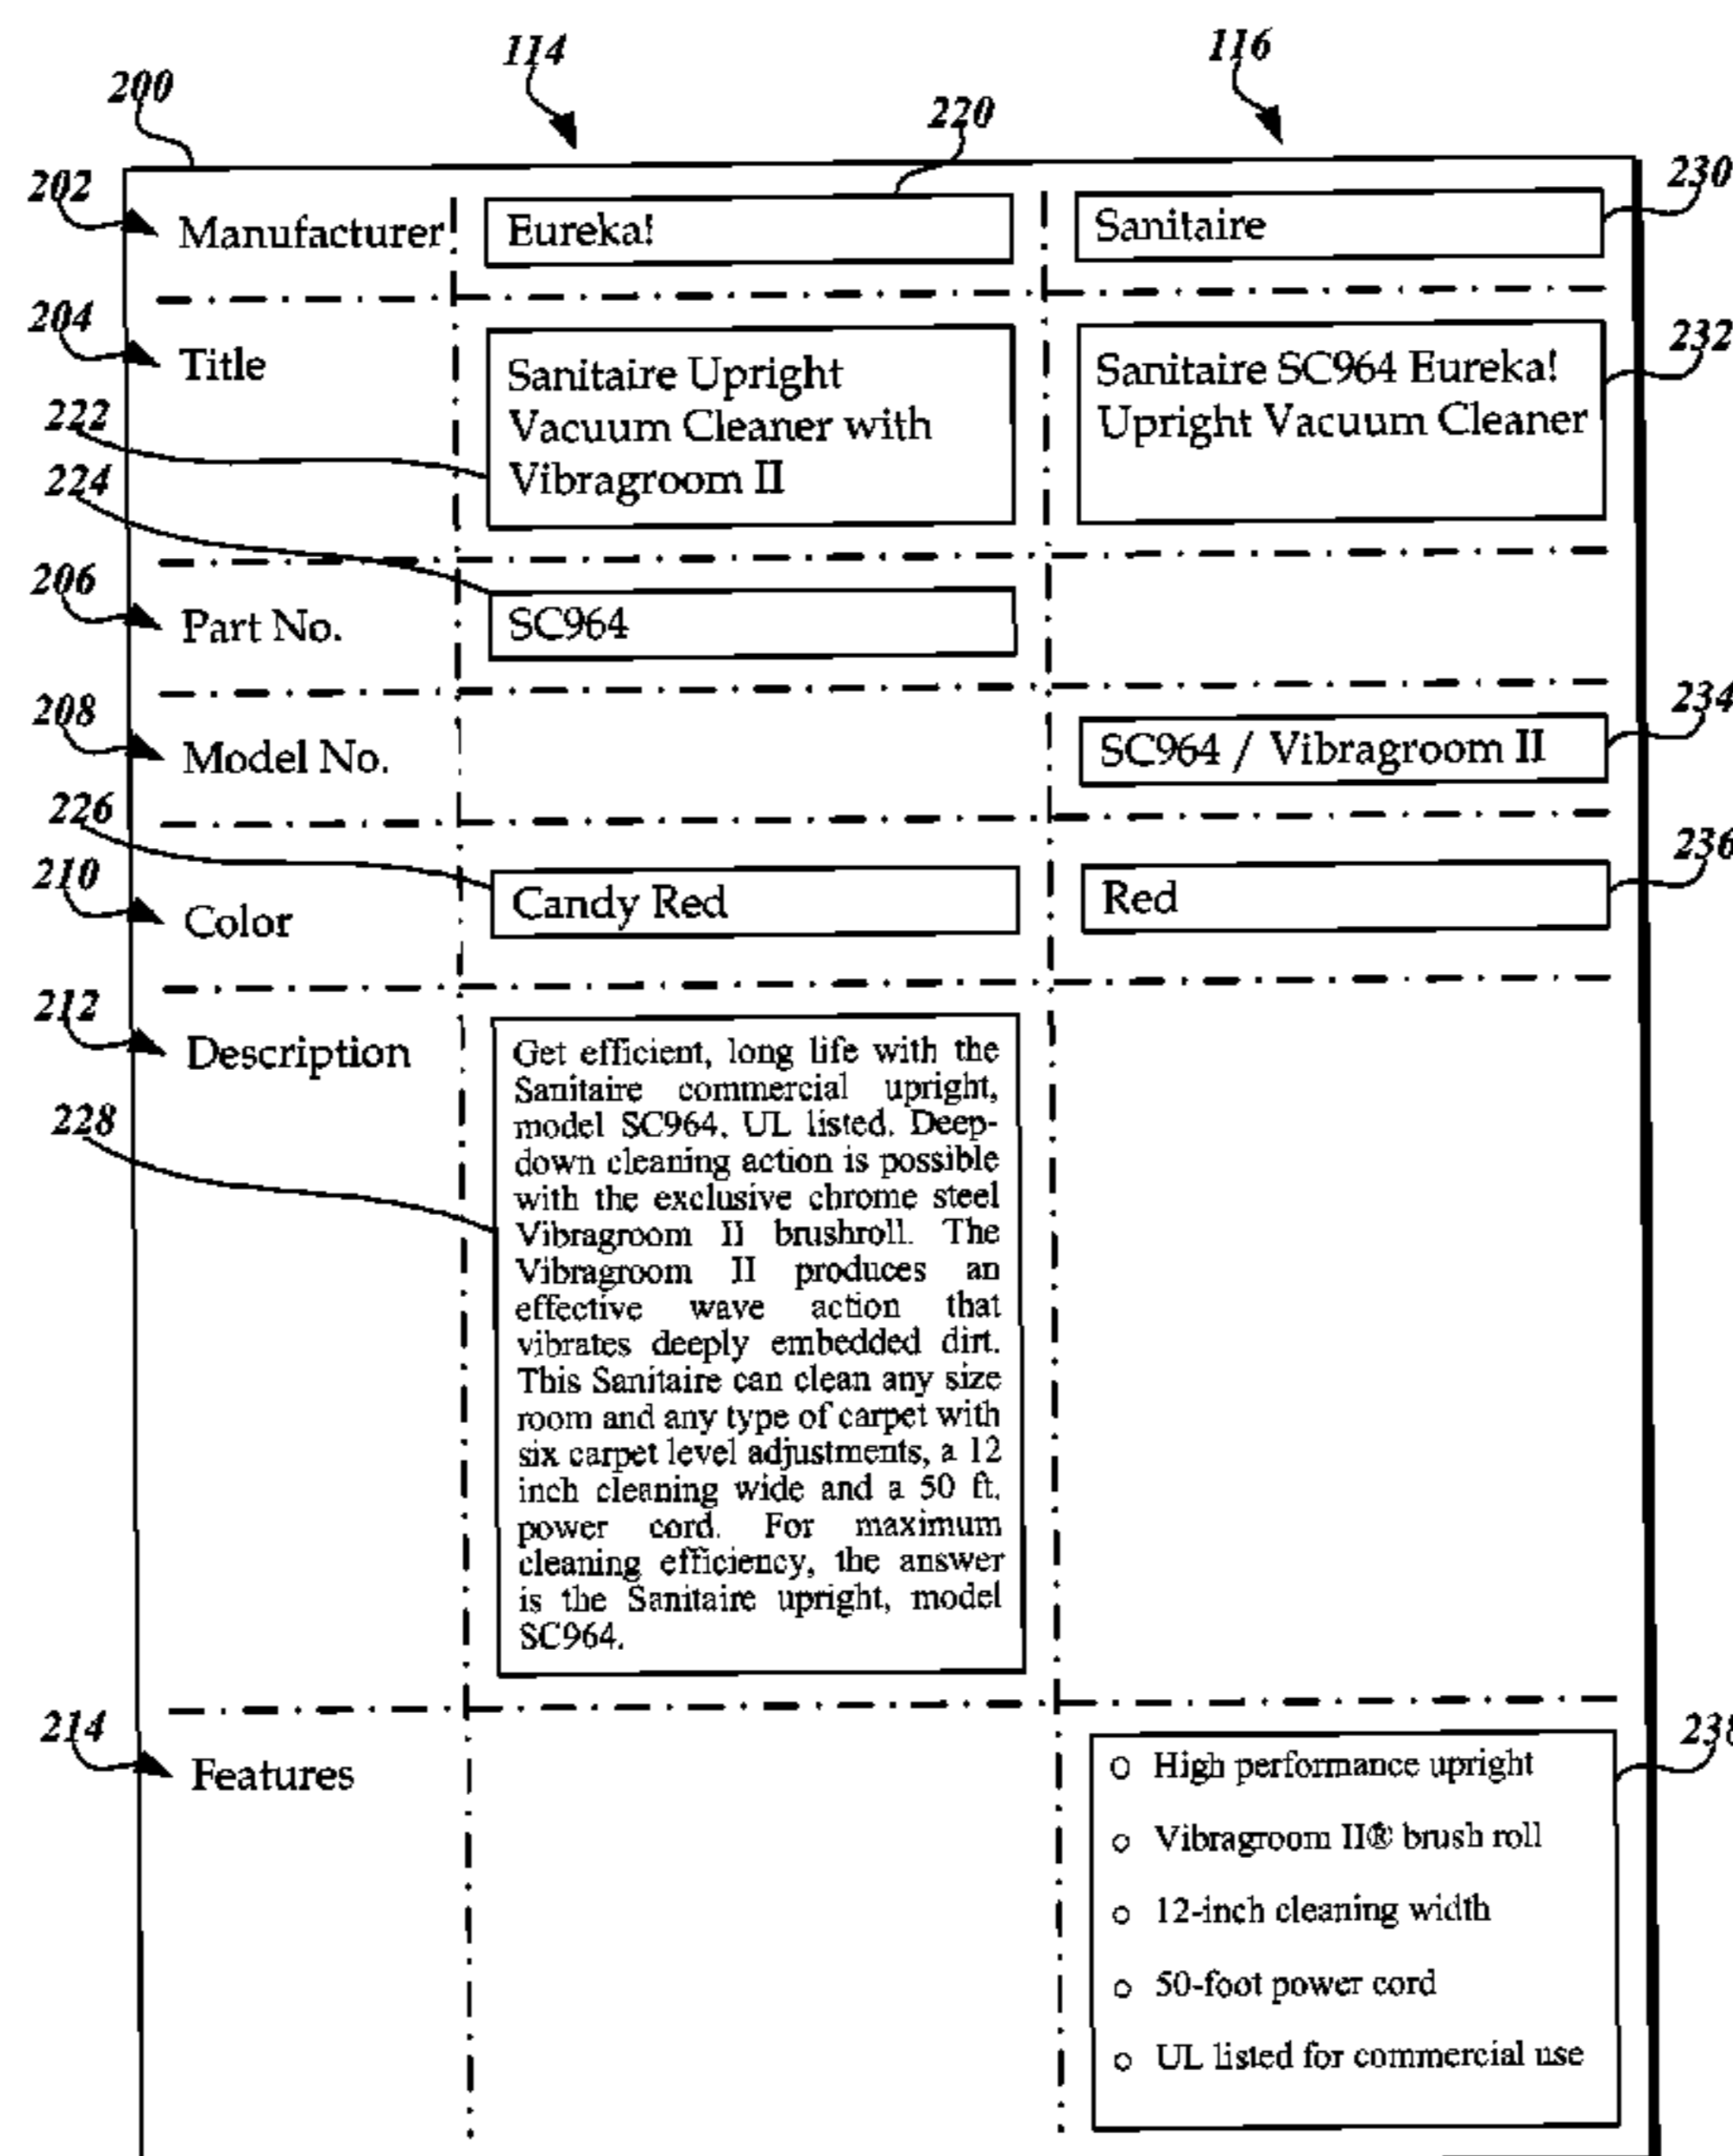 114
116
200
220
202
Manufacturer
Eureka!
Sanitaire
230
204
Title
Sanitaire Upright
Vacuum Cleaner with
Vibragroom II
Sanitaire SC964 Eureka!
Upright Vacuum Cleaner
232
222
224
206
Part No.
SC964
208
Model No.
SC964 / Vibragroom II
234
226
210
Color
Candy Red
Red
236
212
Description
228
Get efficient, long life with the
Sanitaire commercial upright,
model SC964. UL listed. Deep-
down cleaning action is possible
with the exclusive chrome steel
Vibragroom II brushroll. The
Vibragroom II produces an
effective wave action that
vibrates deeply embedded dirt.
This Sanitaire can clean any size
room and any type of carpet with
six carpet level adjustments, a 12
inch cleaning wide and a 50 ft.
power cord. For maximum
cleaning efficiency, the answer
is the Sanitaire upright, model
SC964.
214
Features
o High performance upright
o Vibragroom II® brush roll
o 12-inch cleaning width
o 50-foot power cord
o UL listed for commercial use
238